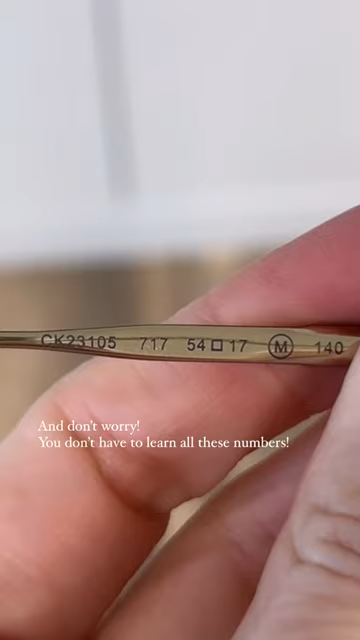 CK23105 717 54□17 Ⓜ 140
And don't worry!
You don't have to learn all these numbers!